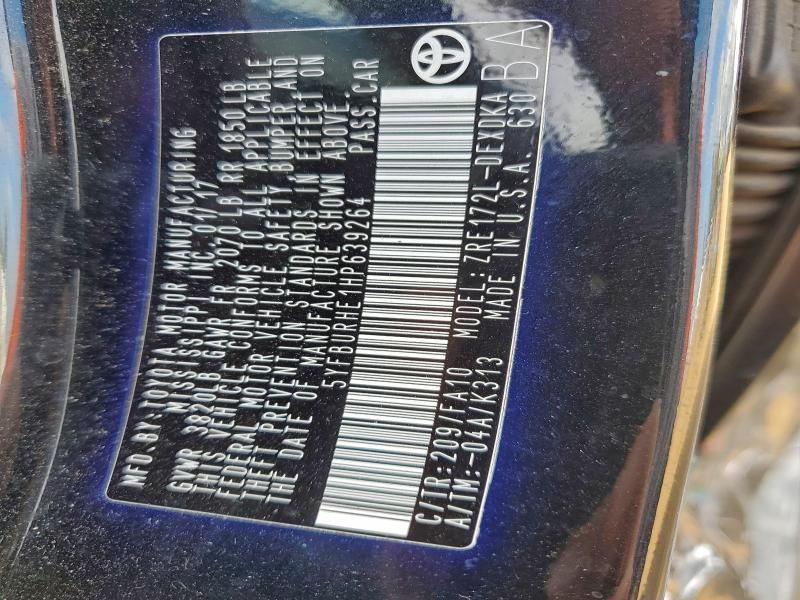 MFD.BY:TOYOTA MOTOR MANUFACTURING
MISSISSIPPI INC. 01/17
GVWR 3820LB GAWR FR 2070 LB RR 1850LB
THIS VEHICLE CONFORMS TO ALL APPLICABLE
FEDERAL MOTOR VEHICLE SAFETY BUMPER AND
THEFT PREVENTION STANDARDS IN EFFECT ON
THE DATE OF MANUFACTURE SHOWN ABOVE.
5YFBURHE1HP639264 PASS.CAR
C/TR:209/FA10 MODEL:ZRE172L-DEXDKA B
A/TM:-04A/K313 MADE IN U.S.A. 630 BA